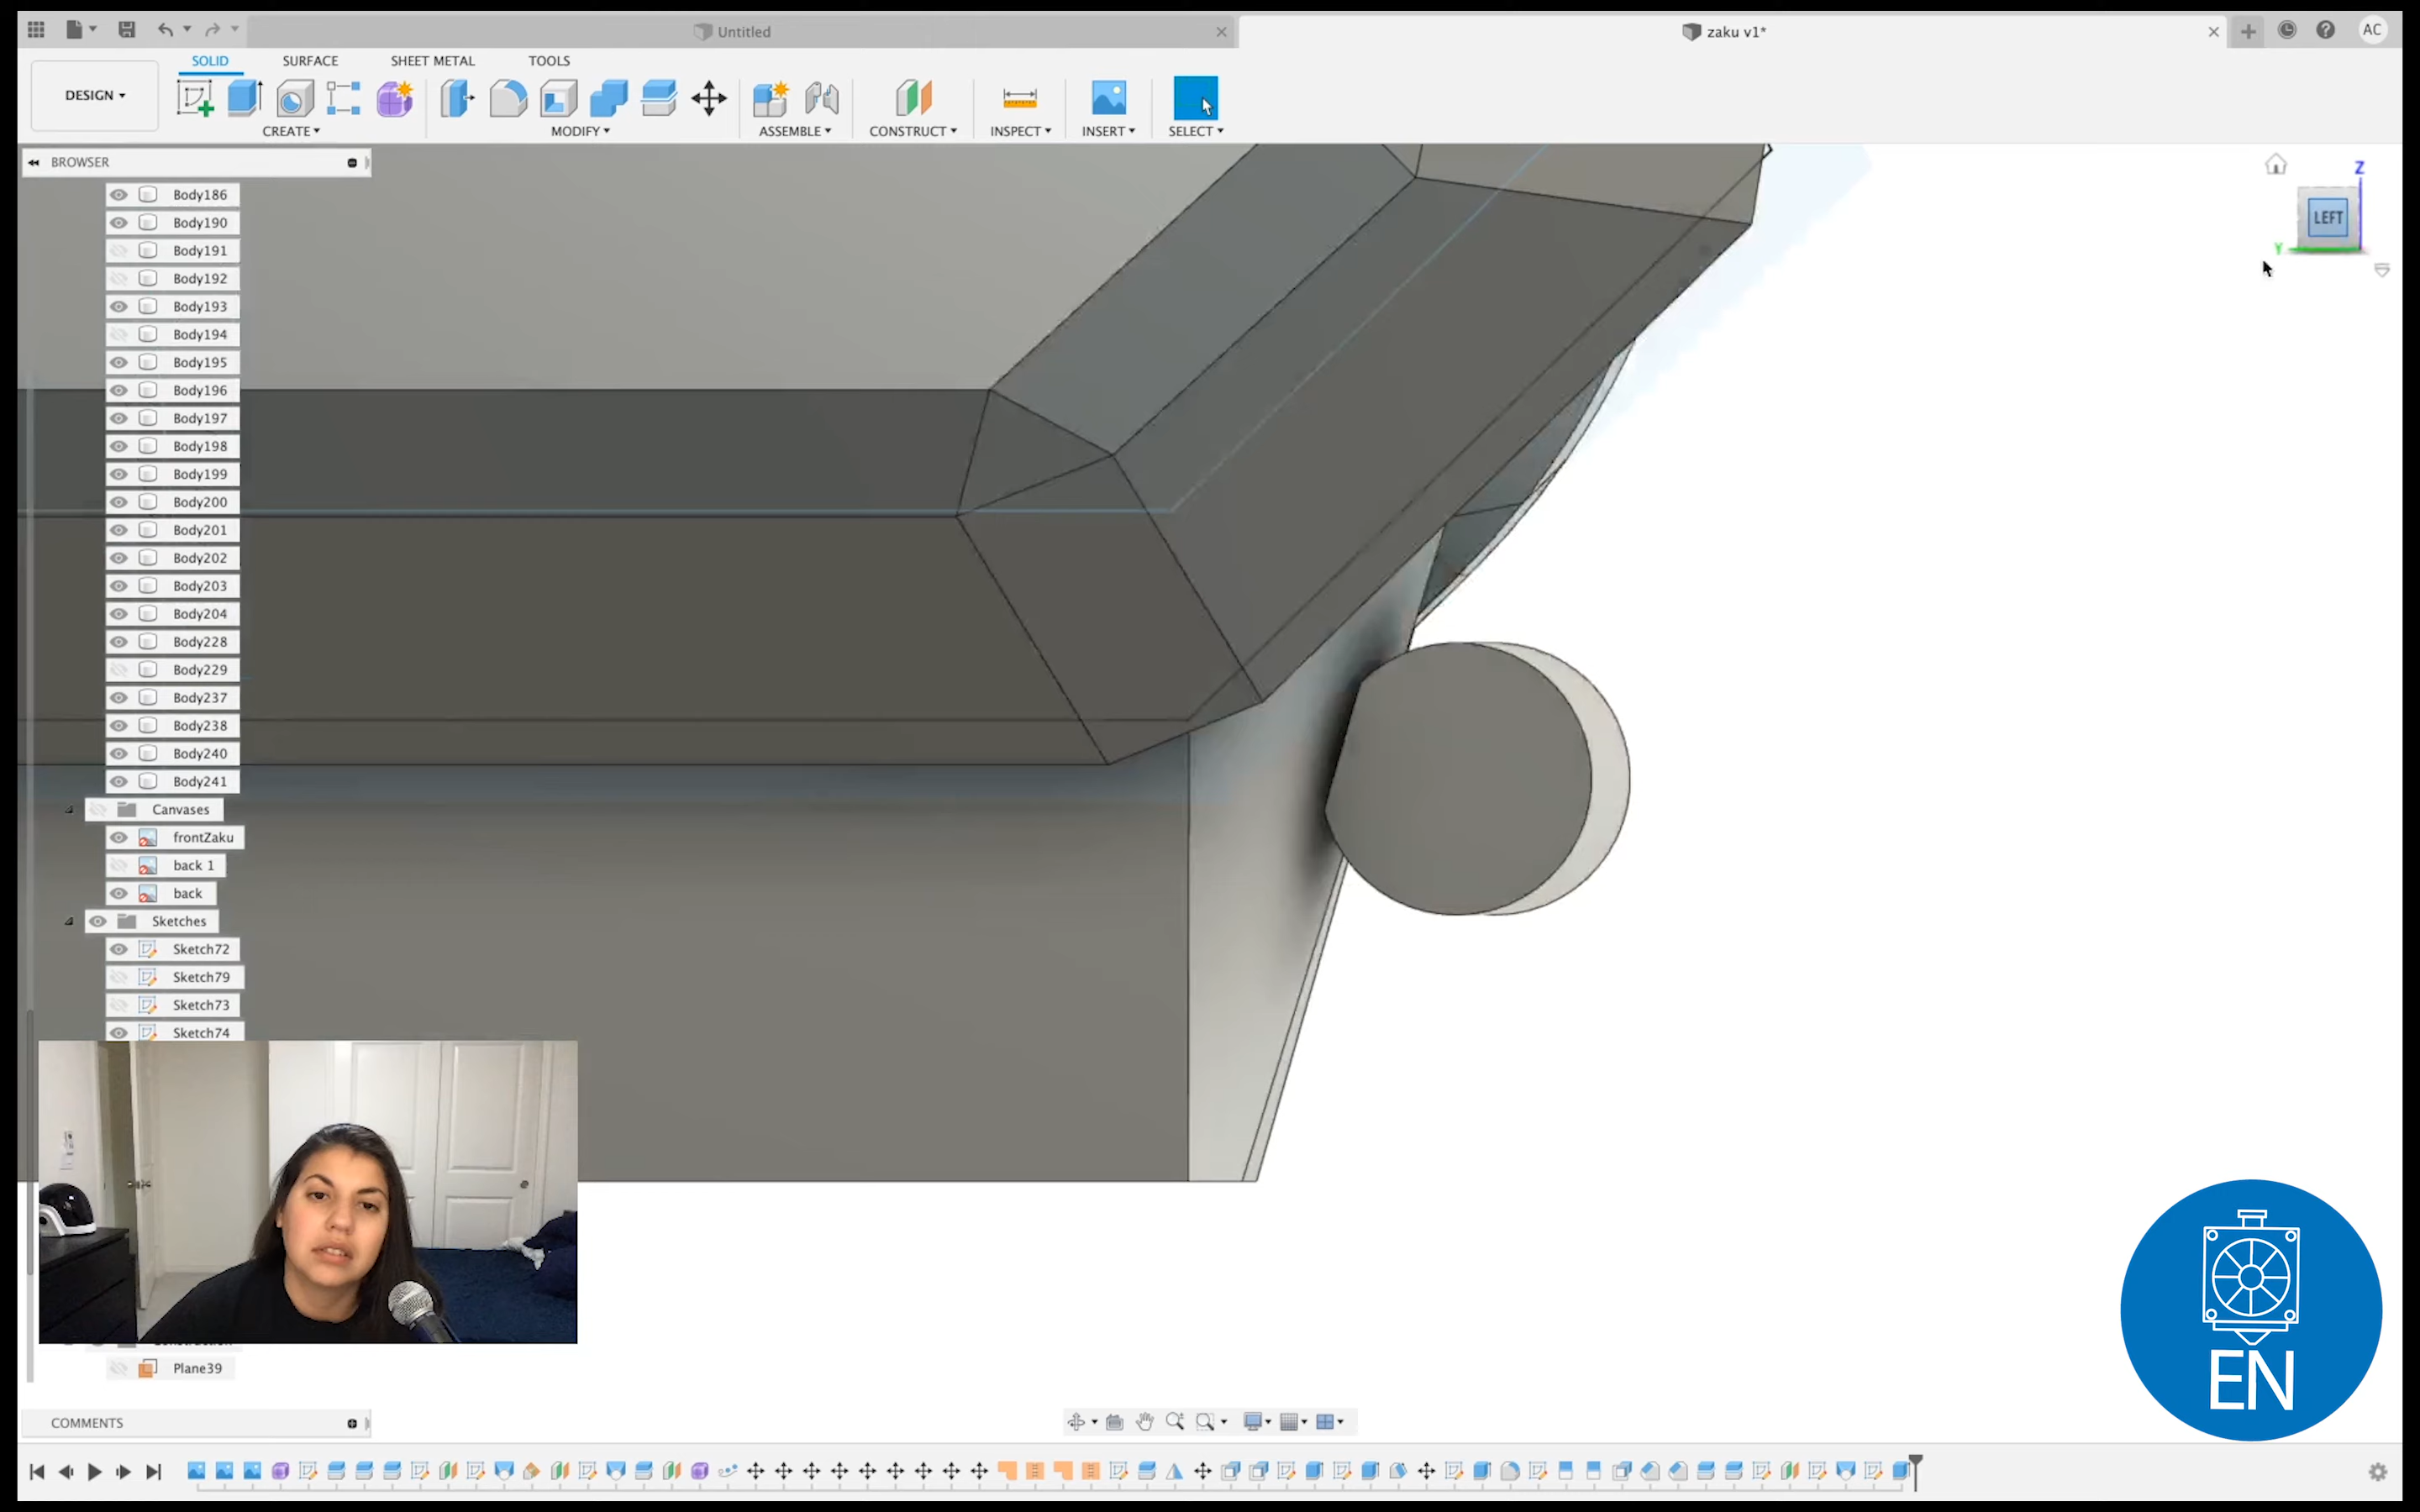 Untitled
zaku v1*
AC
DESIGN
SOLID
SURFACE
SHEET METAL
TOOLS
CREATE
MODIFY
ASSEMBLE
CONSTRUCT
INSPECT
INSERT
SELECT
BROWSER
Z
LEFT
Y
Body186
Body190
Body191
Body192
Body193
Body194
Body195
Body196
Body197
Body198
Body199
Body200
Body201
Body202
Body203
Body204
Body228
Body229
Body237
Body238
Body240
Body241
Canvases
frontZaku
back 1
back
Sketches
Sketch72
Sketch79
Sketch73
Sketch74
Construction
Plane39
COMMENTS
EN